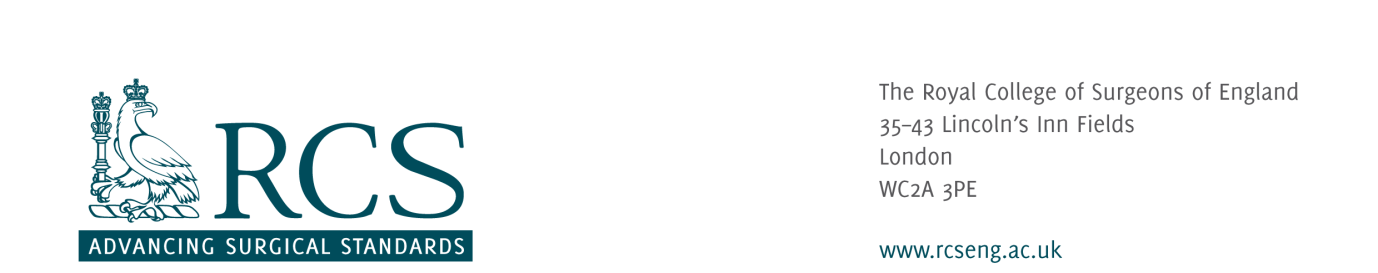 RCS
ADVANCING SURGICAL STANDARDS
The Royal College of Surgeons of England
35–43 Lincoln’s Inn Fields
London
WC2A 3PE
www.rcseng.ac.uk